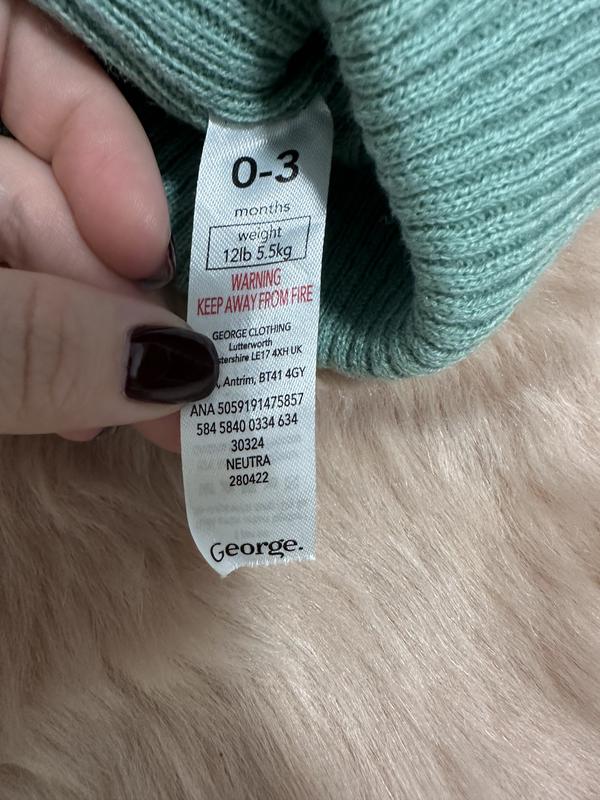 0-3
months
weight
12lb 5.5kg
WARNING
KEEP AWAY FROM FIRE
GEORGE CLOTHING
Lutterworth
stershire LE17 4XH UK
, Antrim, BT41 4GY
ANA 5059191475857
584 5840 0334 634
30324
NEUTRA
280422
George.